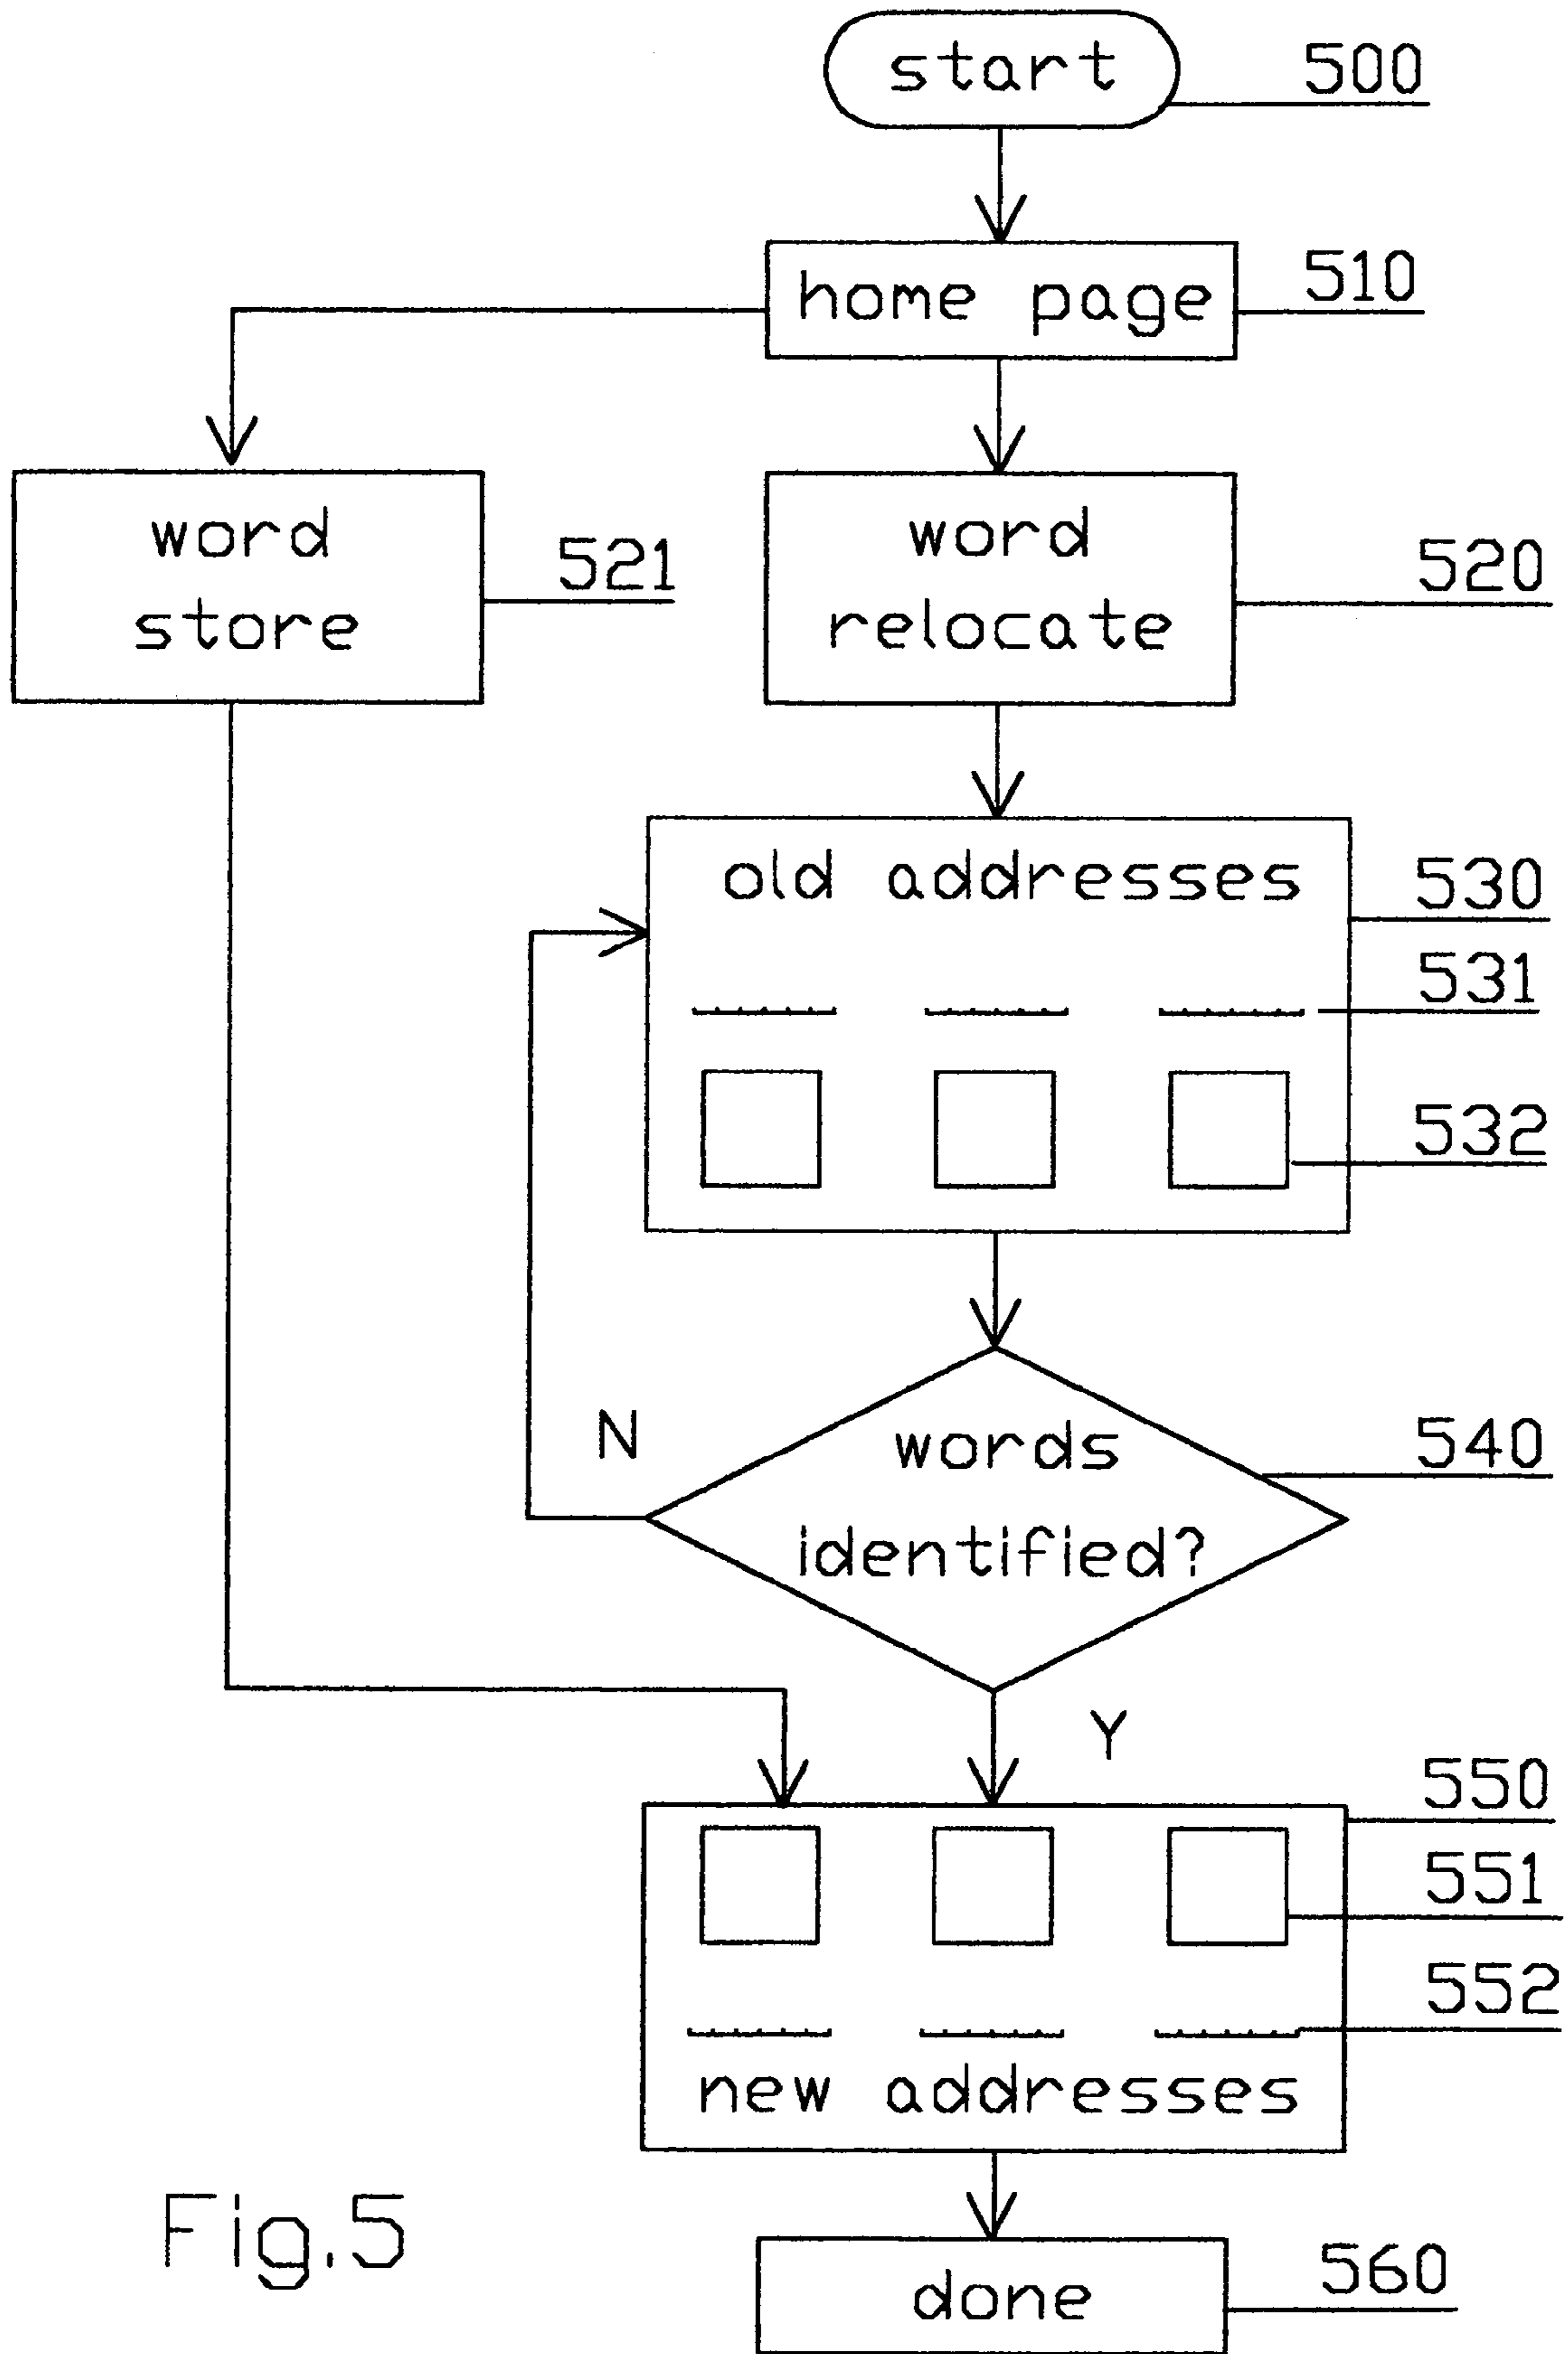 start 500
home page 510
word store 521
word relocate 520
old addresses 530
531
532
N
words identified? 540
Y
550
551
552
new addresses
done 560
Fig.5